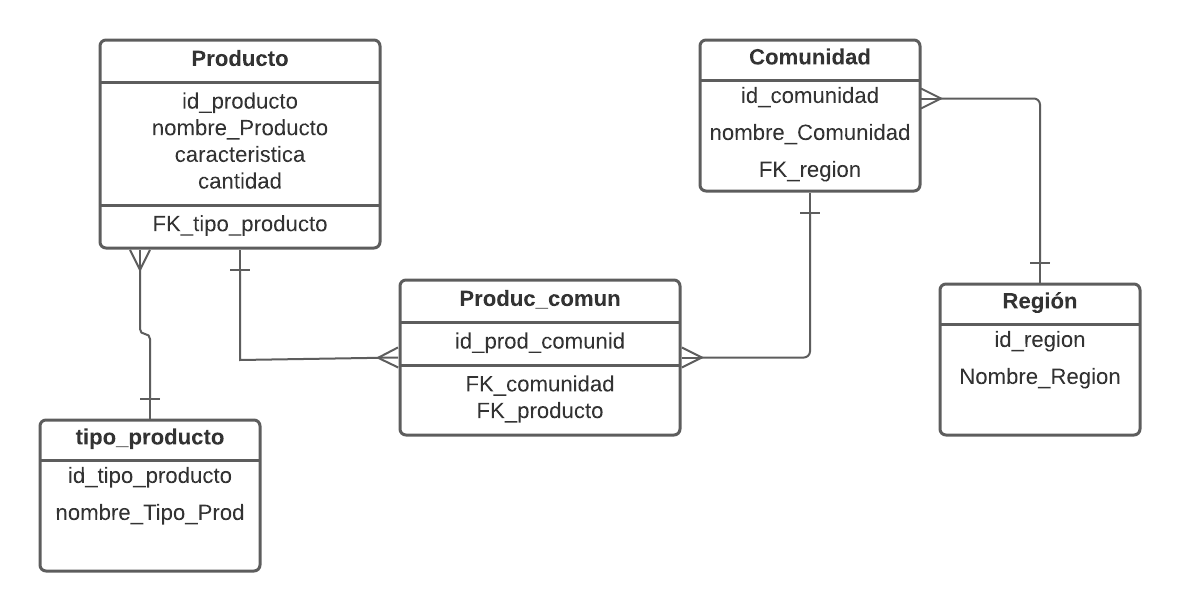 Producto
id_producto
nombre_Producto
caracteristica
cantidad
FK_tipo_producto
Comunidad
id_comunidad
nombre_Comunidad
FK_region
Produc_comun
id_prod_comunid
FK_comunidad
FK_producto
Región
id_region
Nombre_Region
tipo_producto
id_tipo_producto
nombre_Tipo_Prod